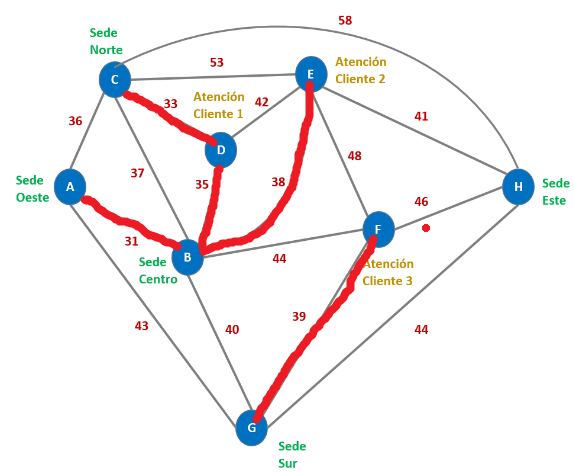 58
Sede
Norte
53
E
Atención
Cliente 2
C
33
Atención
Cliente 1
42
41
36
D
48
37
35
38
Sede
Oeste
A
H
Sede
Este
46
31
F
Sede
Centro
B
44
Atención
Cliente 3
43
40
39
44
G
Sede
Sur